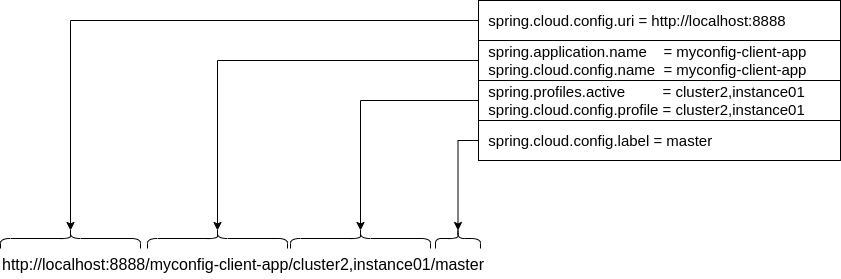 spring.cloud.config.uri = http://localhost:8888
spring.application.name = myconfig-client-app
spring.cloud.config.name = myconfig-client-app
spring.profiles.active = cluster2,instance01
spring.cloud.config.profile = cluster2,instance01
spring.cloud.config.label = master
http://localhost:8888/myconfig-client-app/cluster2,instance01/master